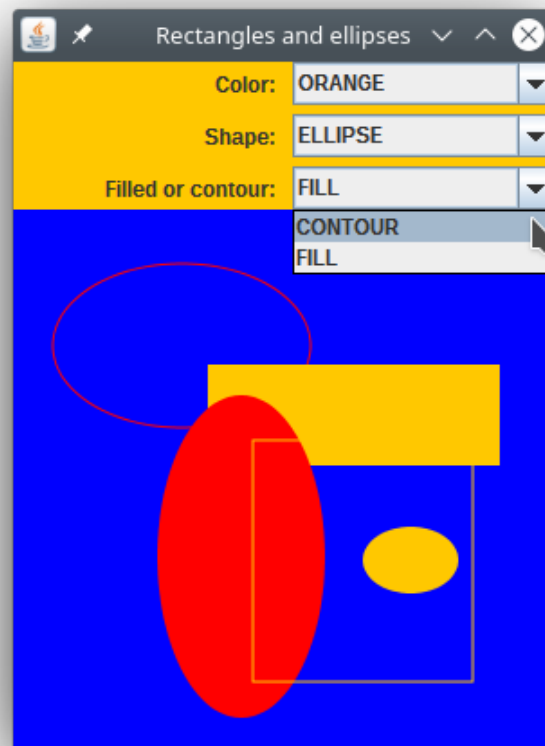 Rectangles and ellipses
Color: ORANGE
Shape: ELLIPSE
Filled or contour: FILL
CONTOUR
FILL